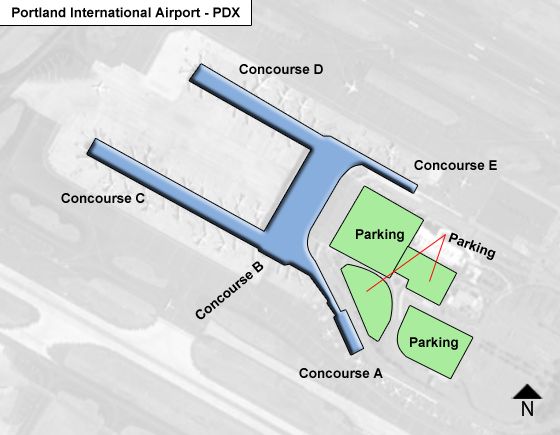 Portland International Airport - PDX
Concourse D
Concourse E
Concourse C
Parking
Parking
Concourse B
Parking
Concourse A
N